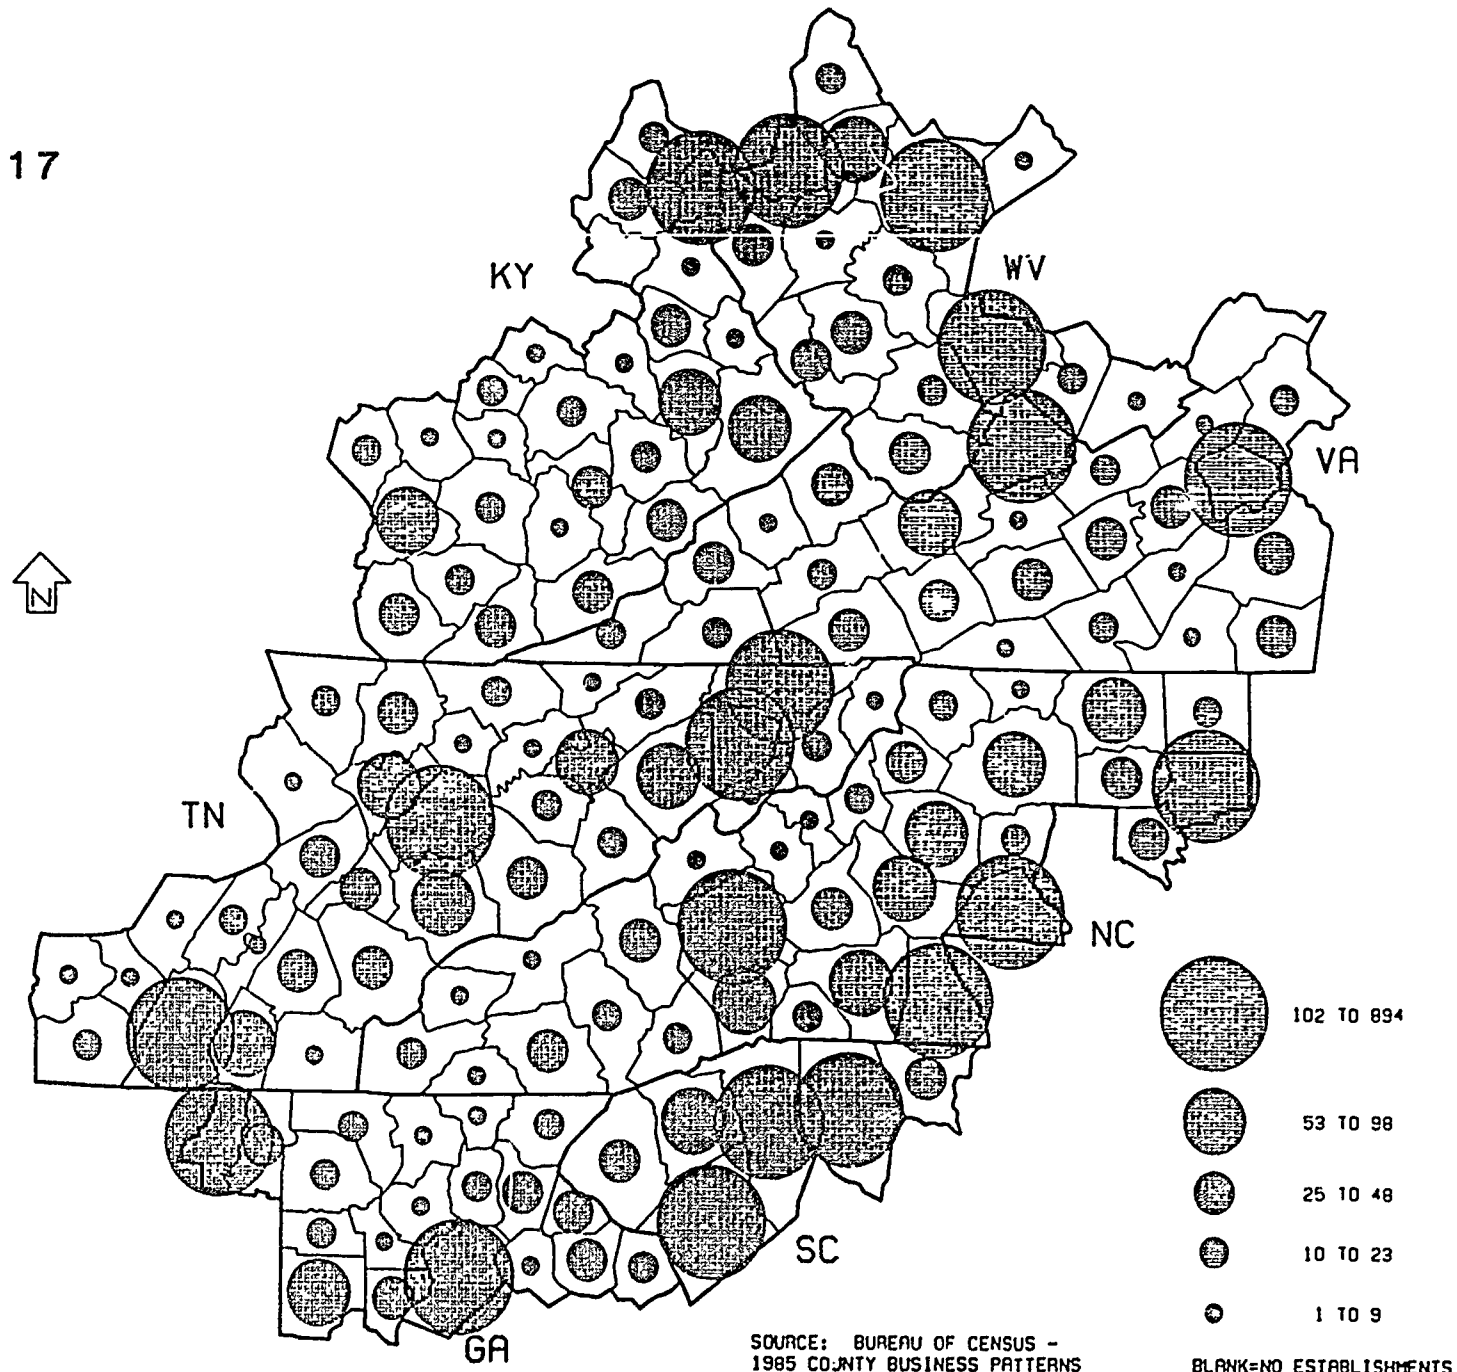 17
KY
WV
VA
N
TN
NC
102 TO 894
53 TO 98
25 TO 48
SC
10 TO 23
1 TO 9
GA
SOURCE: BUREAU OF CENSUS -
1985 COUNTY BUSINESS PATTERNS
BLANK=NO ESTABLISHMENTS